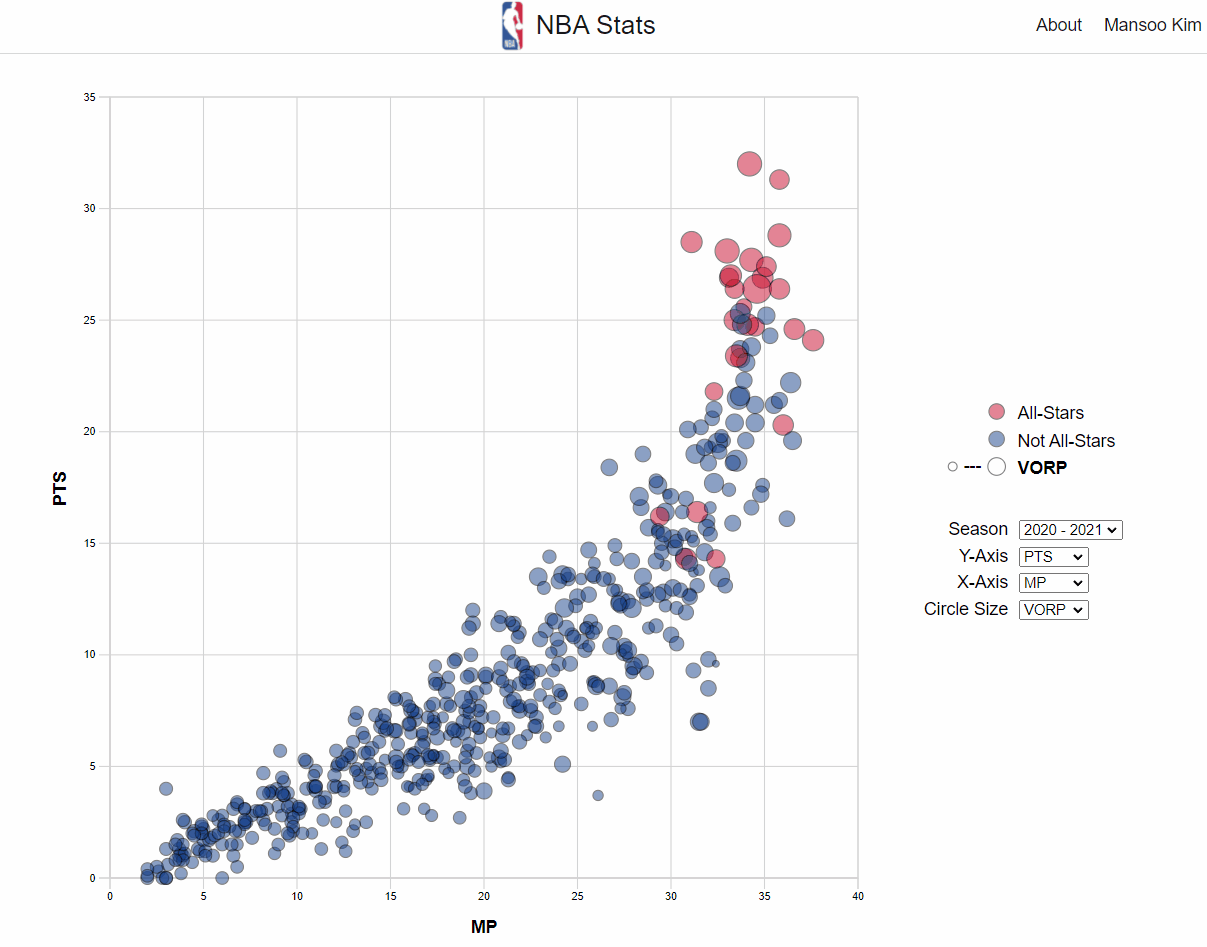 NBA Stats
About
Mansoo Kim
NBA
35
30
25
20
15
10
5
0
PTS
0 5 10 15 20 25 30 35 40
MP
All-Stars
Not All-Stars
--- VORP
Season 2020 - 2021
Y-Axis PTS
X-Axis MP
Circle Size VORP